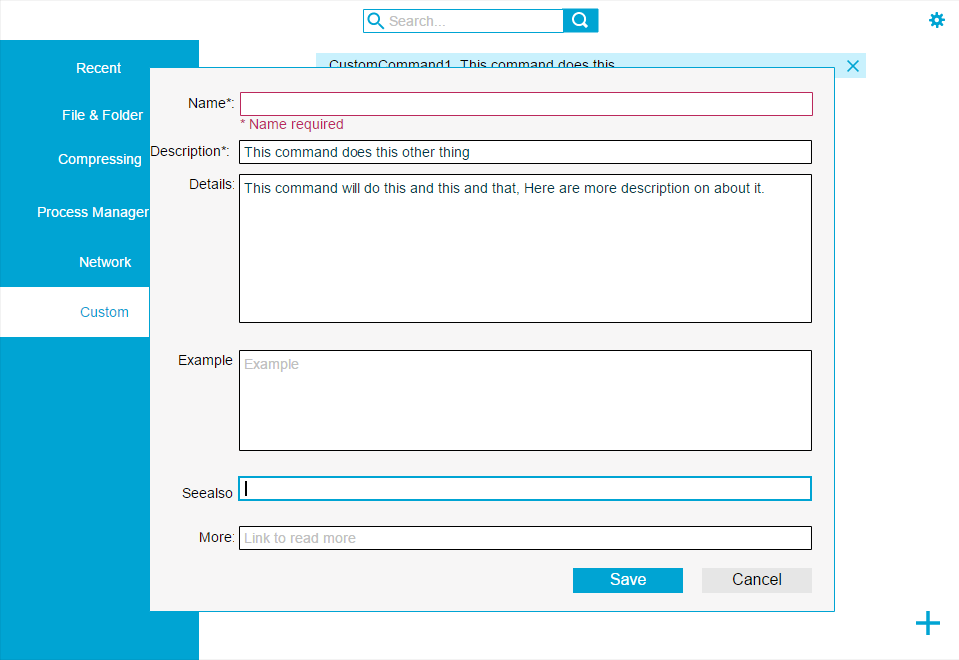 Search...
Recent
CustomCommand1 This command does this
File & Folder
Compressing
Process Manager
Network
Custom
Name*:
* Name required
Description*: This command does this other thing
Details: This command will do this and this and that, Here are more description on about it.
Example Example
Seealso
More: Link to read more
Save Cancel